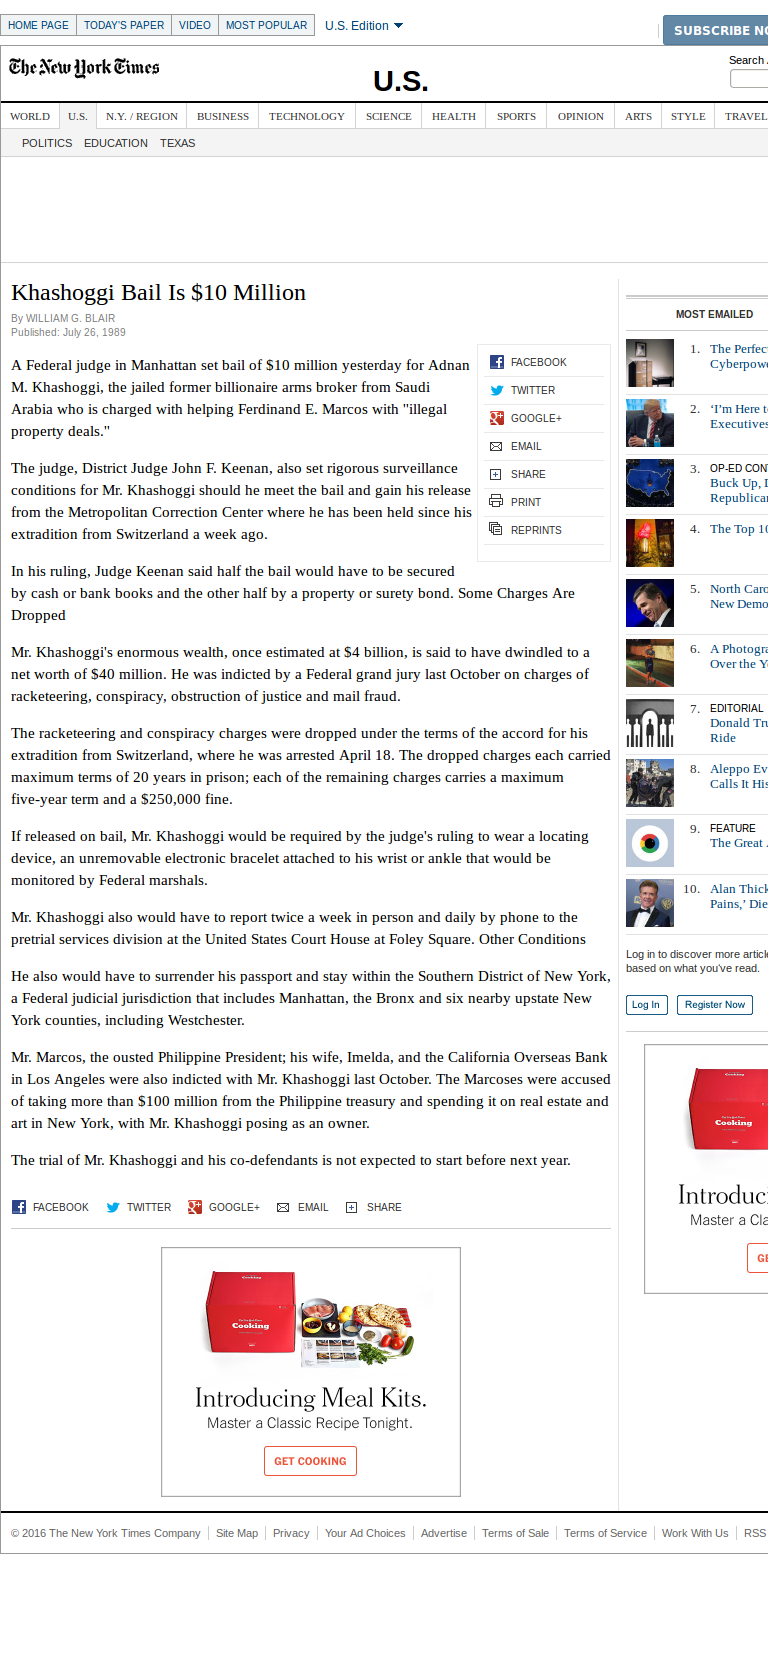 HOME PAGE TODAY'S PAPER VIDEO MOST POPULAR U.S. Edition
SUBSCRIBE
The New York Times
U.S.
Search
WORLD U.S. N.Y. / REGION BUSINESS TECHNOLOGY SCIENCE HEALTH SPORTS OPINION ARTS STYLE TRAVEL
POLITICS EDUCATION TEXAS
Khashoggi Bail Is $10 Million
By WILLIAM G. BLAIR
Published: July 26, 1989
A Federal judge in Manhattan set bail of $10 million yesterday for Adnan
M. Khashoggi, the jailed former billionaire arms broker from Saudi
Arabia who is charged with helping Ferdinand E. Marcos with "illegal
property deals."
The judge, District Judge John F. Keenan, also set rigorous surveillance
conditions for Mr. Khashoggi should he meet the bail and gain his release
from the Metropolitan Correction Center where he has been held since his
extradition from Switzerland a week ago.
In his ruling, Judge Keenan said half the bail would have to be secured
by cash or bank books and the other half by a property or surety bond. Some Charges Are
Dropped
Mr. Khashoggi's enormous wealth, once estimated at $4 billion, is said to have dwindled to a
net worth of $40 million. He was indicted by a Federal grand jury last October on charges of
racketeering, conspiracy, obstruction of justice and mail fraud.
The racketeering and conspiracy charges were dropped under the terms of the accord for his
extradition from Switzerland, where he was arrested April 18. The dropped charges each carried
maximum terms of 20 years in prison; each of the remaining charges carries a maximum
five-year term and a $250,000 fine.
If released on bail, Mr. Khashoggi would be required by the judge's ruling to wear a locating
device, an unremovable electronic bracelet attached to his wrist or ankle that would be
monitored by Federal marshals.
Mr. Khashoggi also would have to report twice a week in person and daily by phone to the
pretrial services division at the United States Court House at Foley Square. Other Conditions
He also would have to surrender his passport and stay within the Southern District of New York,
a Federal judicial jurisdiction that includes Manhattan, the Bronx and six nearby upstate New
York counties, including Westchester.
Mr. Marcos, the ousted Philippine President; his wife, Imelda, and the California Overseas Bank
in Los Angeles were also indicted with Mr. Khashoggi last October. The Marcoses were accused
of taking more than $100 million from the Philippine treasury and spending it on real estate and
art in New York, with Mr. Khashoggi posing as an owner.
The trial of Mr. Khashoggi and his co-defendants is not expected to start before next year.
FACEBOOK
TWITTER
GOOGLE+
EMAIL
SHARE
PRINT
REPRINTS
FACEBOOK TWITTER GOOGLE+ EMAIL SHARE
Cooking
Introducing Meal Kits.
Master a Classic Recipe Tonight.
GET COOKING
MOST EMAILED
1. The Perfec
Cyberpow
2. ‘I’m Here t
Executives
3. OP-ED CON
Buck Up,
Republica
4. The Top 10
5. North Caro
New Demo
6. A Photogra
Over the Y
7. EDITORIAL
Donald Tru
Ride
8. Aleppo Ev
Calls It His
9. FEATURE
The Great
10. Alan Thick
Pains,’ Die
Log in to discover more article
based on what you've read.
Log In Register Now
Cooking
Introduci
Master a Cla
GE
© 2016 The New York Times Company Site Map Privacy Your Ad Choices Advertise Terms of Sale Terms of Service Work With Us RSS